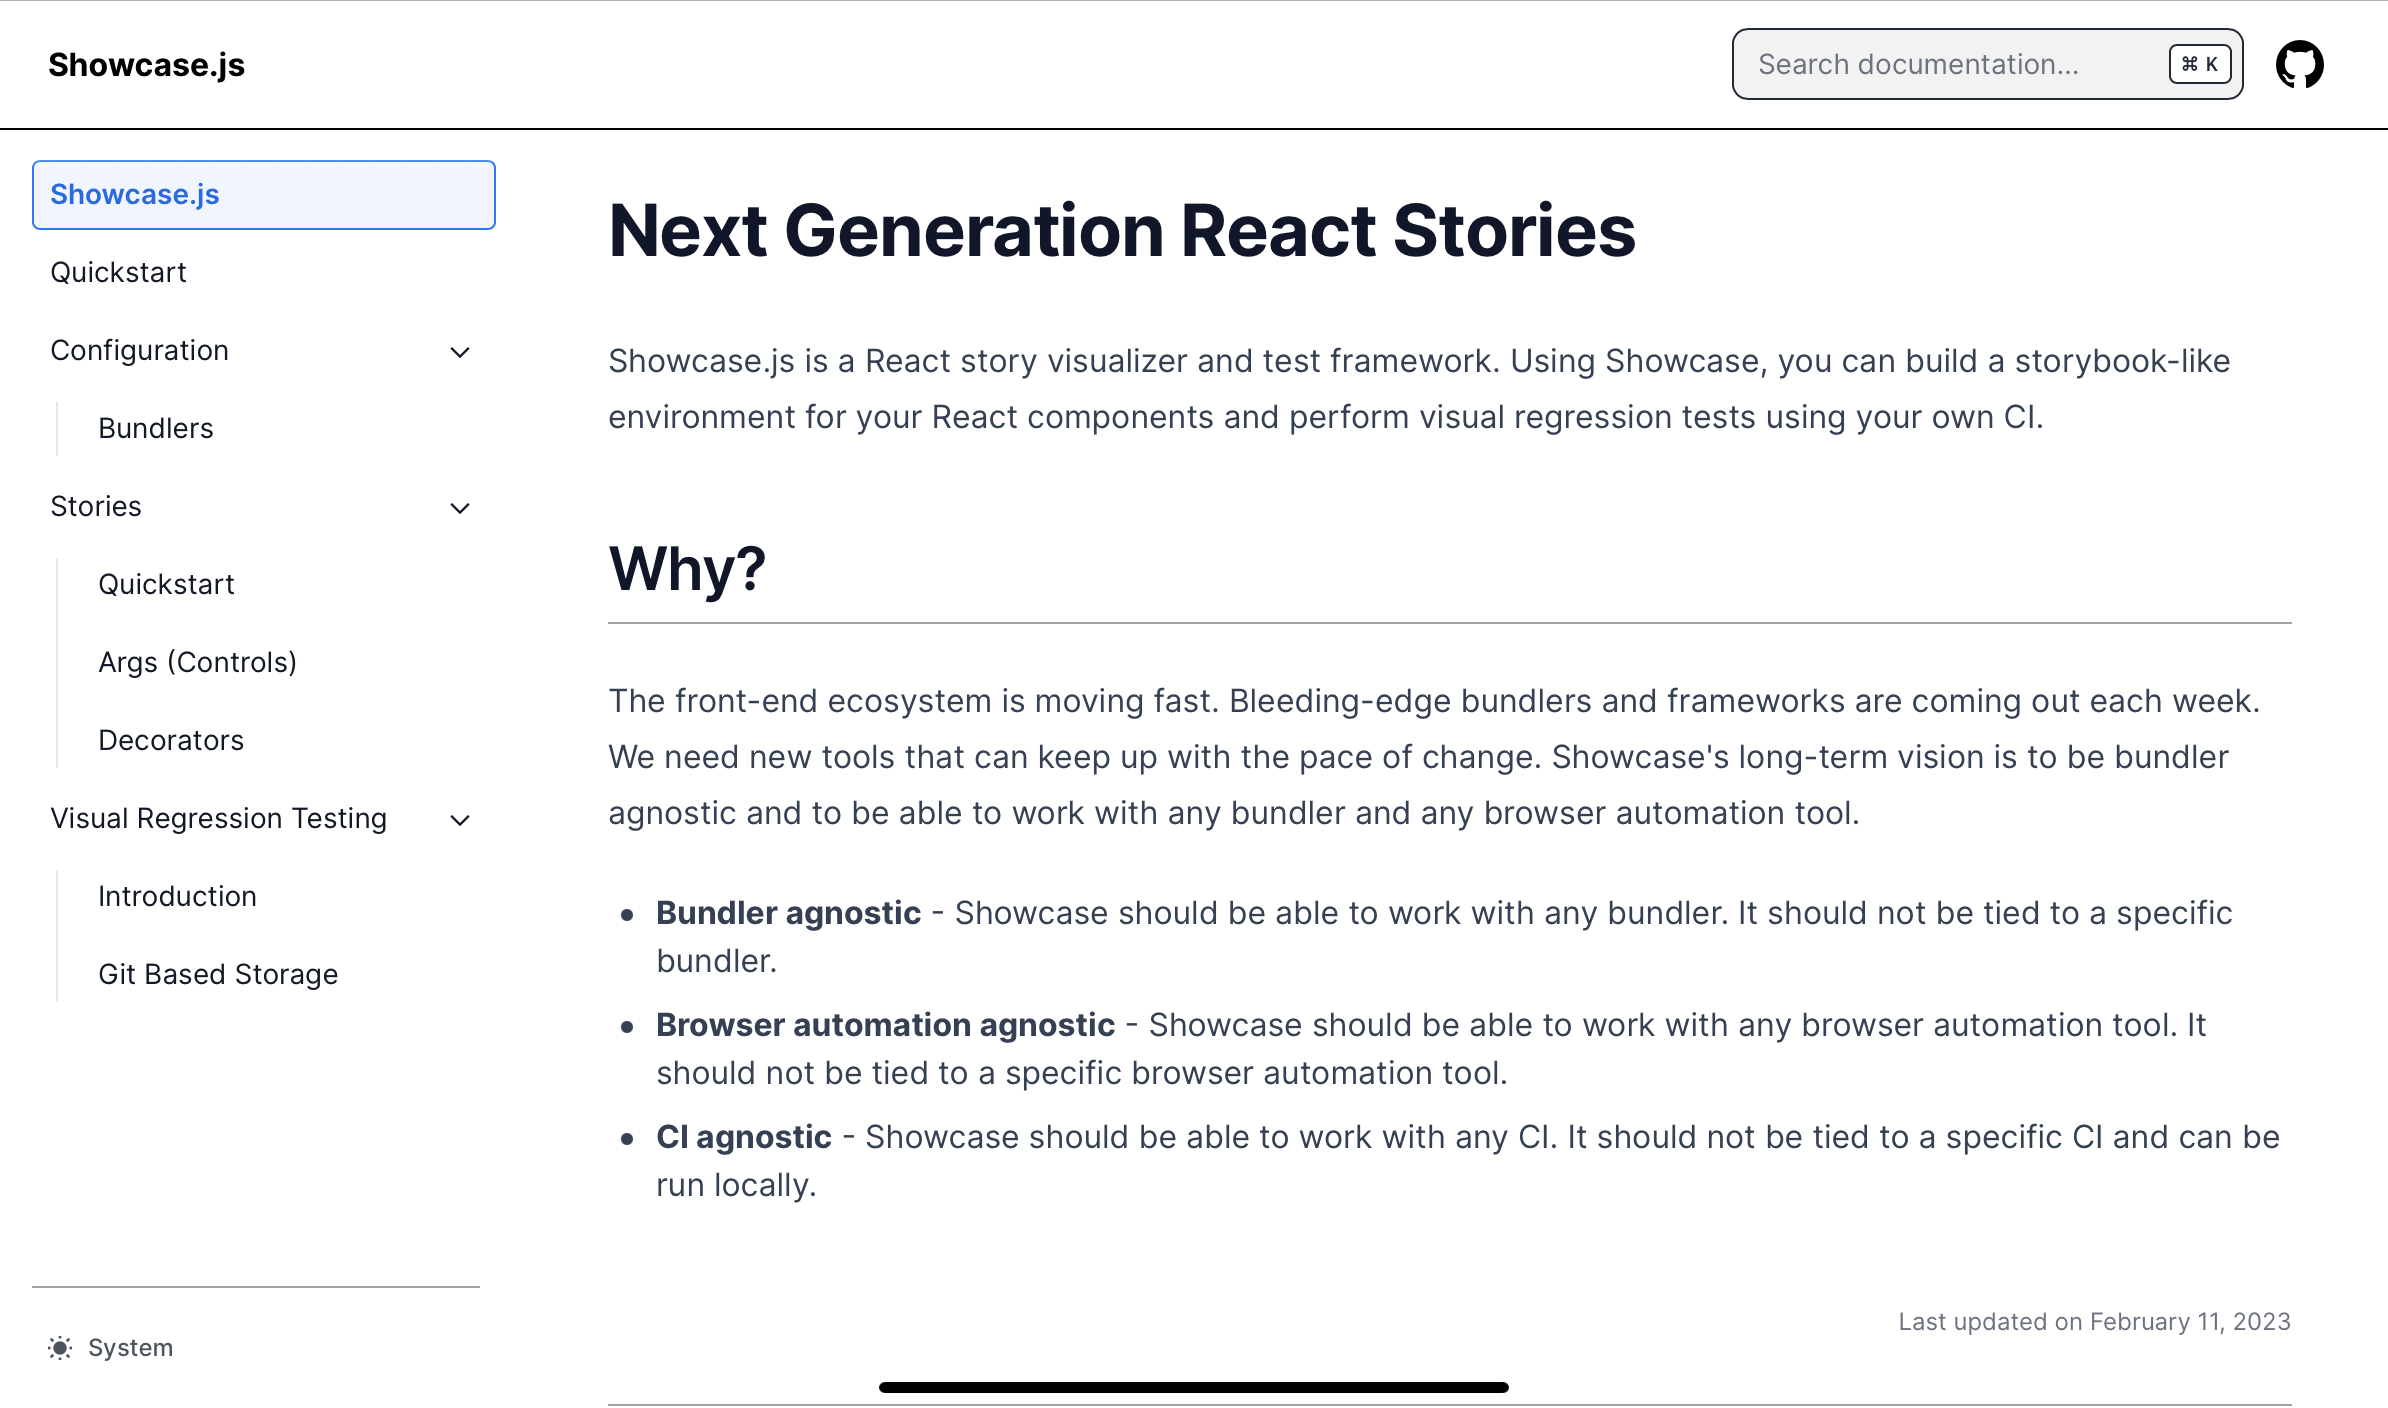 Showcase.js
Search documentation...
⌘ K
Showcase.js
Quickstart
Configuration
Bundlers
Stories
Quickstart
Args (Controls)
Decorators
Visual Regression Testing
Introduction
Git Based Storage
System
Next Generation React Stories
Showcase.js is a React story visualizer and test framework. Using Showcase, you can build a storybook-like
environment for your React components and perform visual regression tests using your own CI.
Why?
The front-end ecosystem is moving fast. Bleeding-edge bundlers and frameworks are coming out each week.
We need new tools that can keep up with the pace of change. Showcase's long-term vision is to be bundler
agnostic and to be able to work with any bundler and any browser automation tool.
• Bundler agnostic - Showcase should be able to work with any bundler. It should not be tied to a specific
bundler.
• Browser automation agnostic - Showcase should be able to work with any browser automation tool. It
should not be tied to a specific browser automation tool.
• CI agnostic - Showcase should be able to work with any CI. It should not be tied to a specific CI and can be
run locally.
Last updated on February 11, 2023